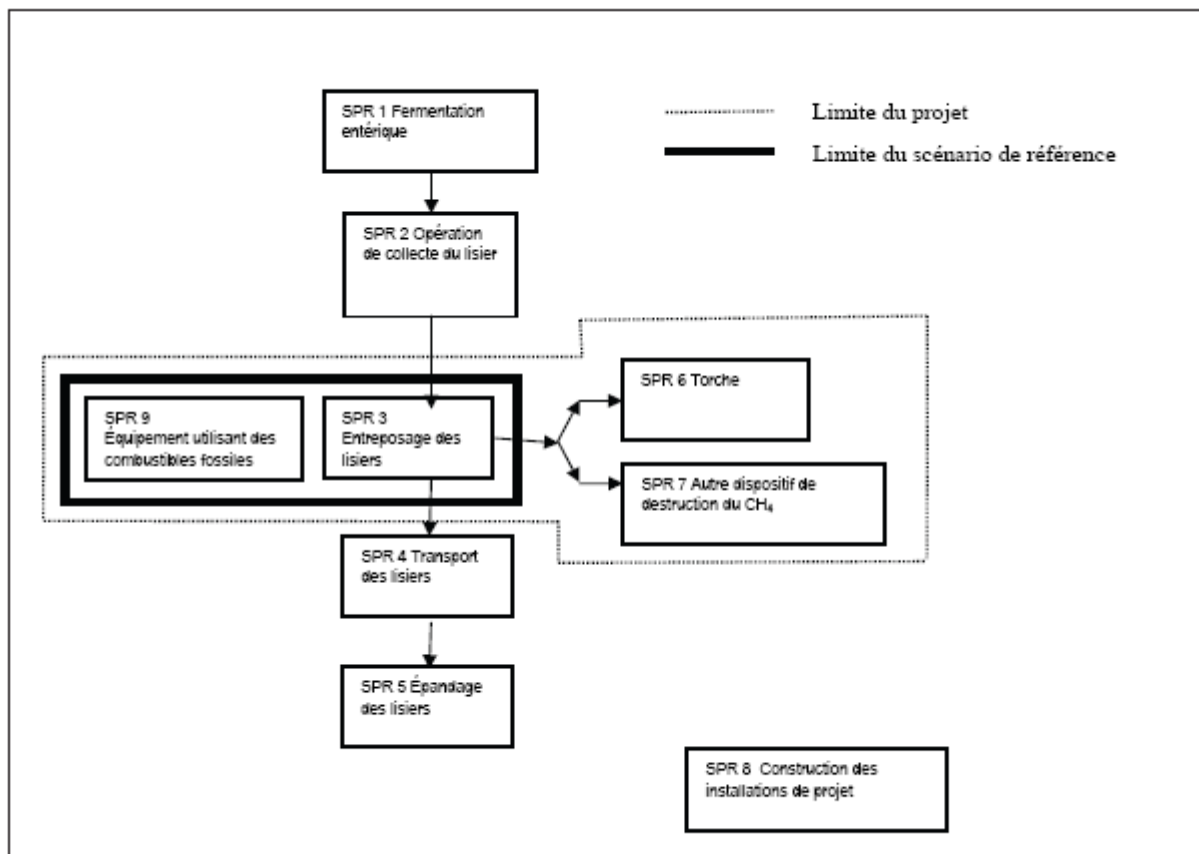 SPR 1 Fermentation
entérique
Limite du projet
Limite du scénario de référence
SPR 2 Opération
de collecte du lisier
SPR 6 Torche
SPR 9
Équipement utilisant des
combustibles fossiles
SPR 3
Entreposage des
lisiers
SPR 7 Autre dispositif de
destruction du CH₄
SPR 4 Transport
des lisiers
SPR 5 Épandage
des lisiers
SPR 8 Construction des
installations de projet